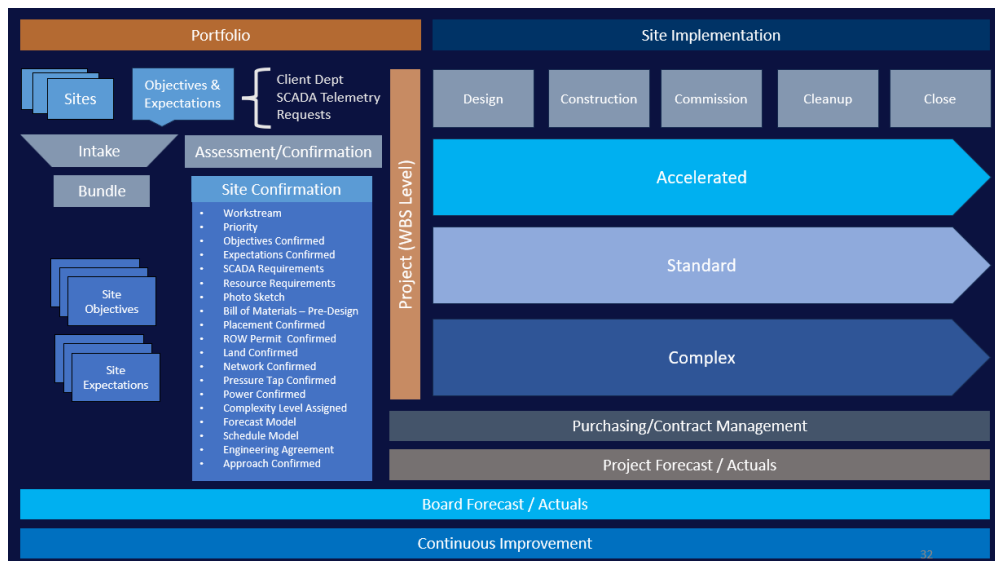 Portfolio
Site Implementation
Sites
Objectives &
Expectations
Client Dept
SCADA Telemetry
Requests
Intake
Assessment/Confirmation
Bundle
Site Confirmation
• Workstream
• Priority
• Objectives Confirmed
• Expectations Confirmed
• SCADA Requirements
• Resource Requirements
• Photo Sketch
• Bill of Materials – Pre-Design
• Placement Confirmed
• ROW Permit  Confirmed
• Land Confirmed
• Network Confirmed
• Pressure Tap Confirmed
• Power Confirmed
• Complexity Level Assigned
• Forecast Model
• Schedule Model
• Engineering Agreement
• Approach Confirmed
Site
Objectives
Site
Expectations
Project (WBS Level)
Design
Construction
Commission
Cleanup
Close
Accelerated
Standard
Complex
Purchasing/Contract Management
Project Forecast / Actuals
Board Forecast / Actuals
Continuous Improvement
32